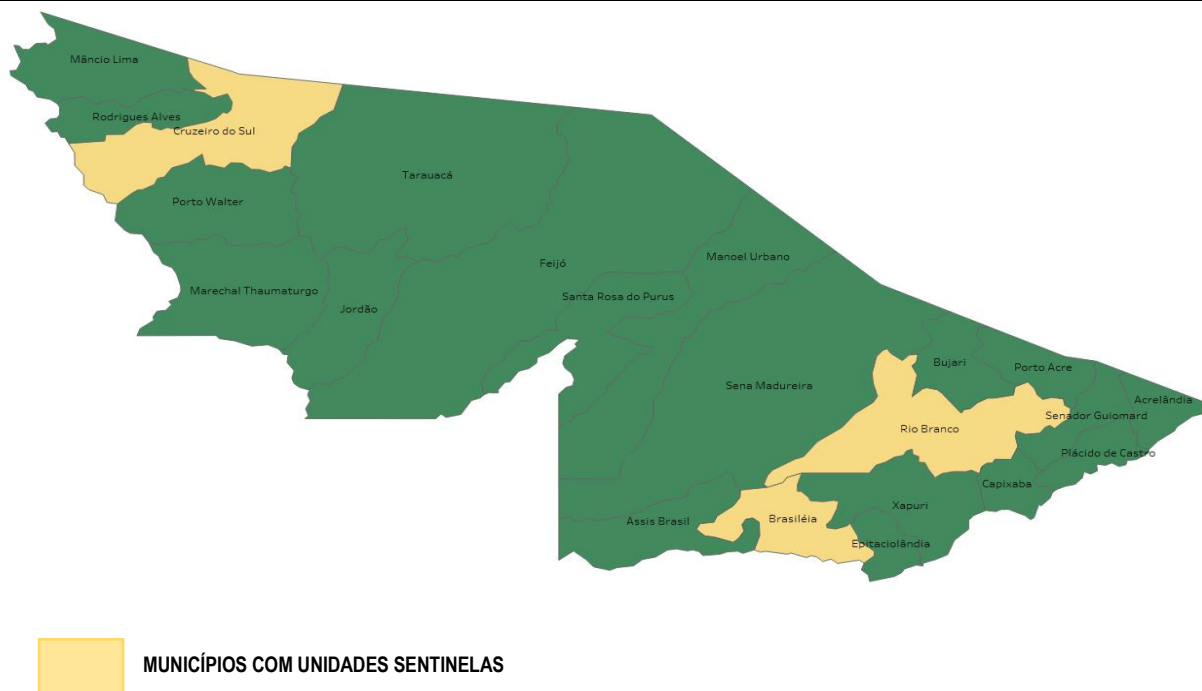 Mâncio Lima
Rodrigues Alves
Cruzeiro do Sul
Tarauacá
Porto Walter
Manoel Urbano
Feijó
Marechal Thaumaturgo
Santa Rosa do Purus
Jordão
Bujari
Porto Acre
Sena Madureira
Acrelândia
Senador Guiomard
Rio Branco
Plácido de Castro
Capixaba
Xapuri
Assis Brasil
Brasiléia
Epitaciolândia
MUNICÍPIOS COM UNIDADES SENTINELAS